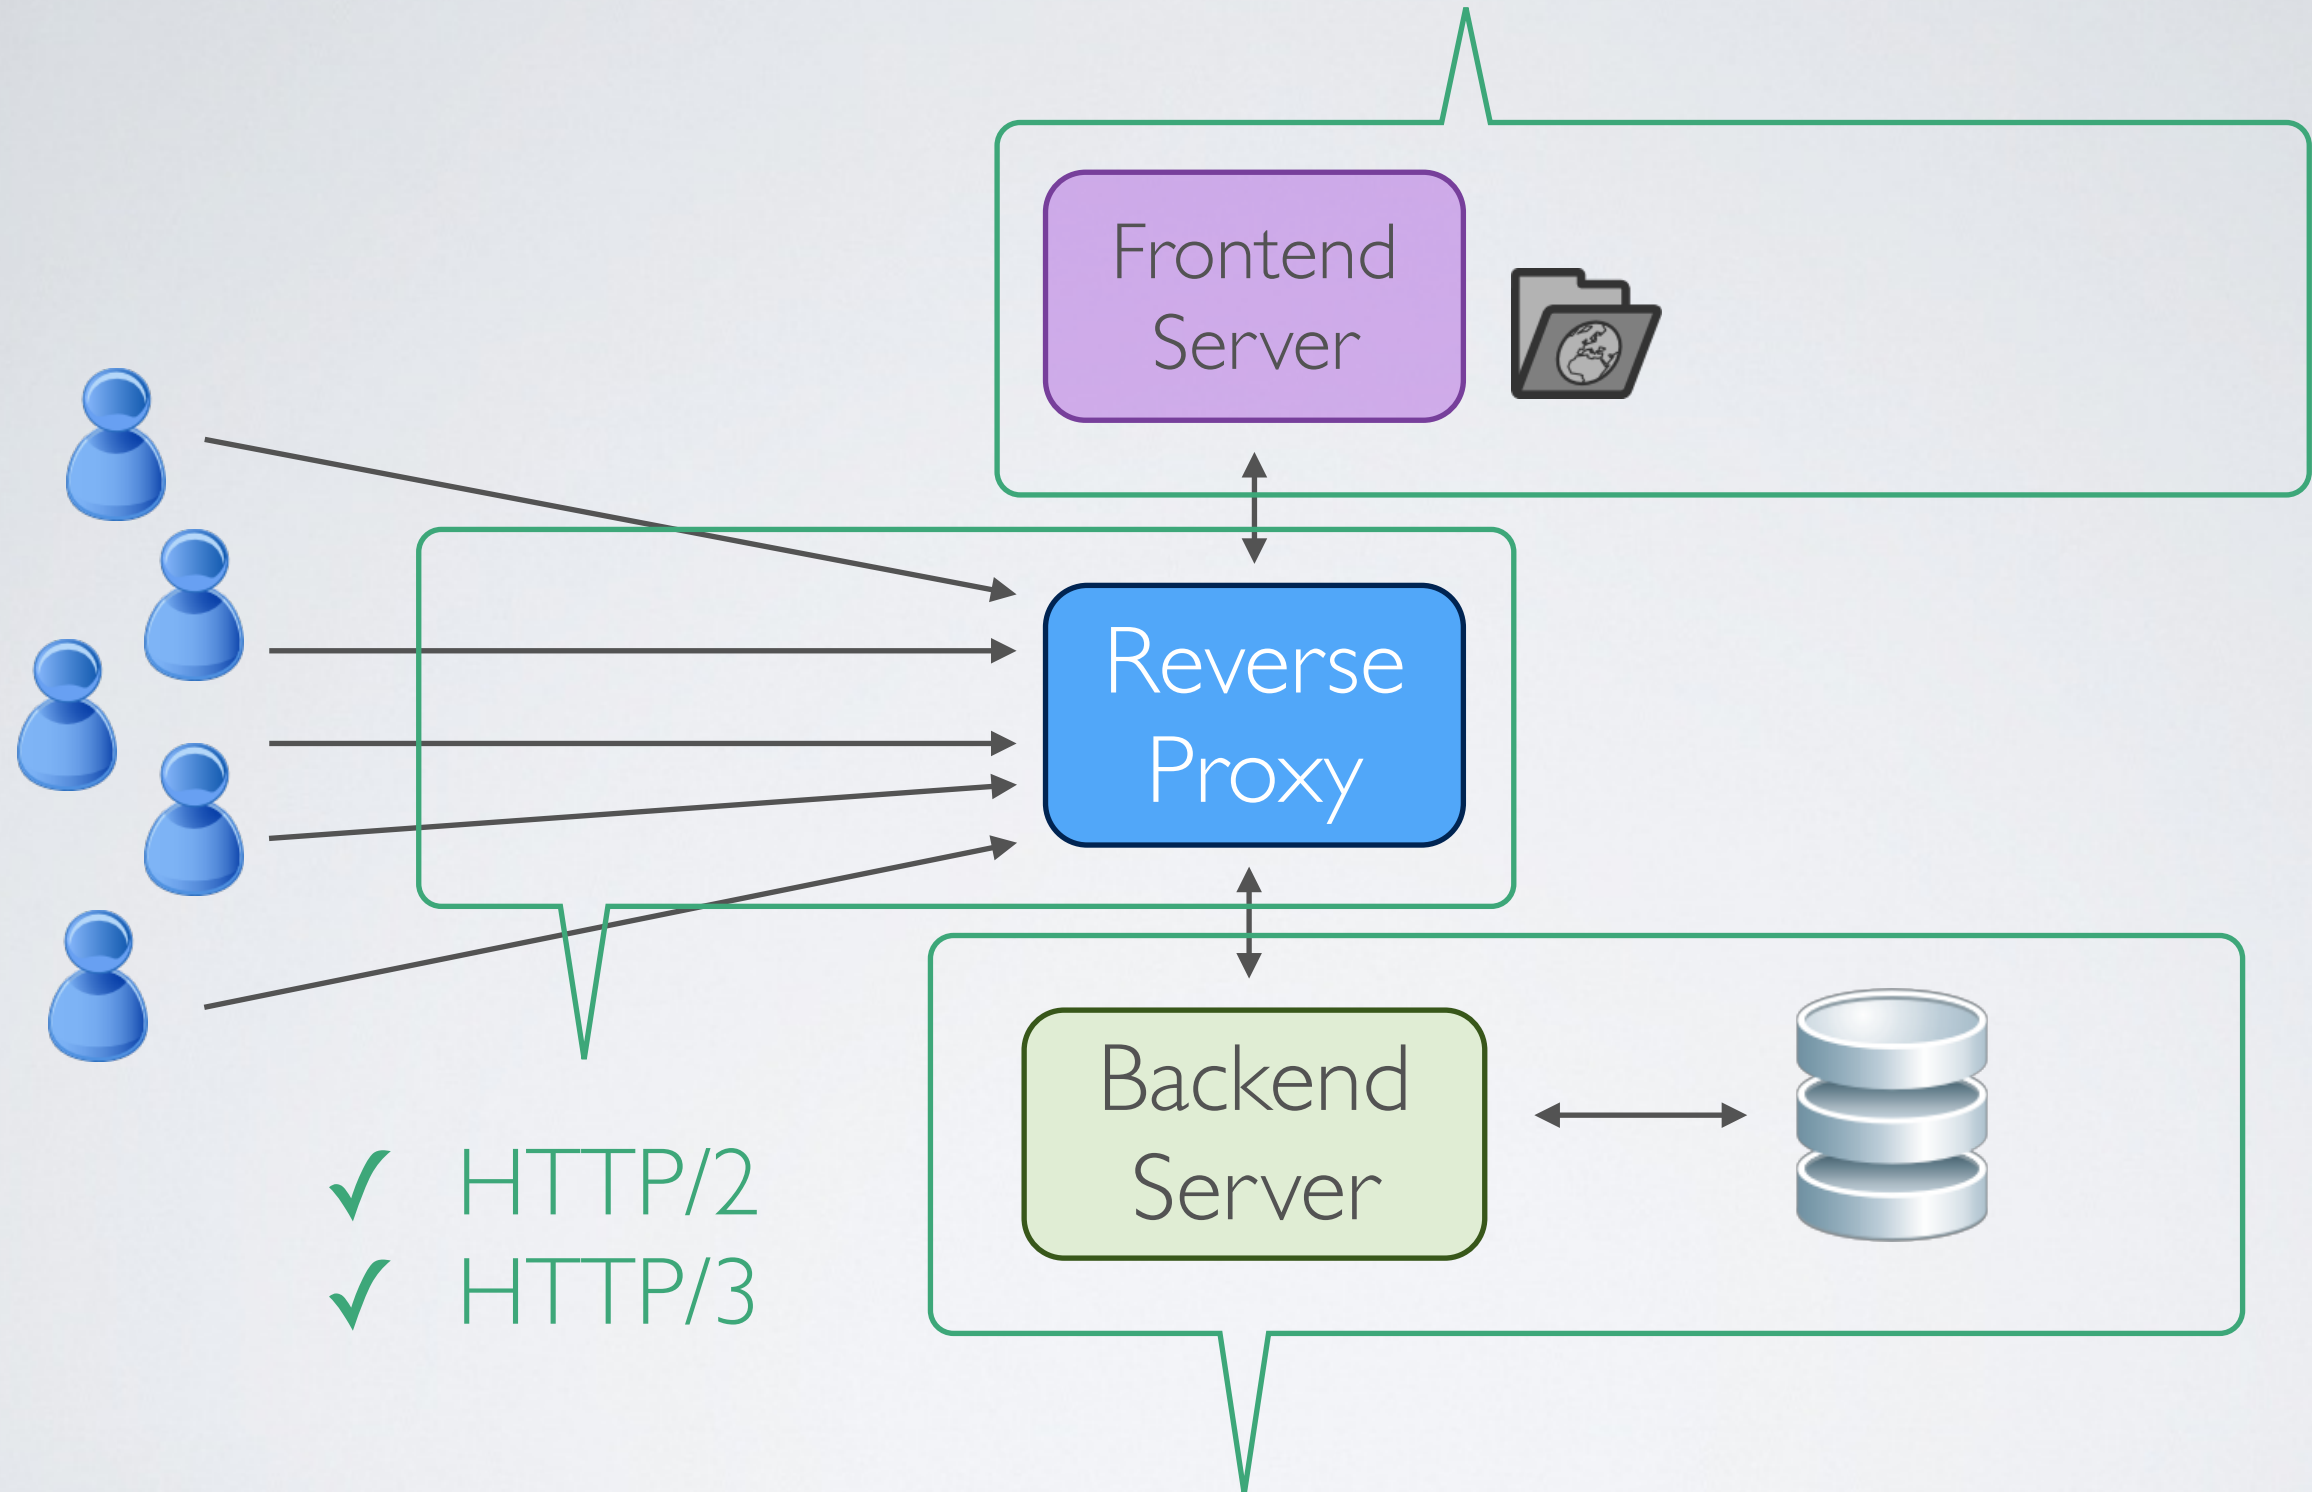 Frontend
Server
Reverse
Proxy
Backend
Server
✓ HTTP/2
✓ HTTP/3